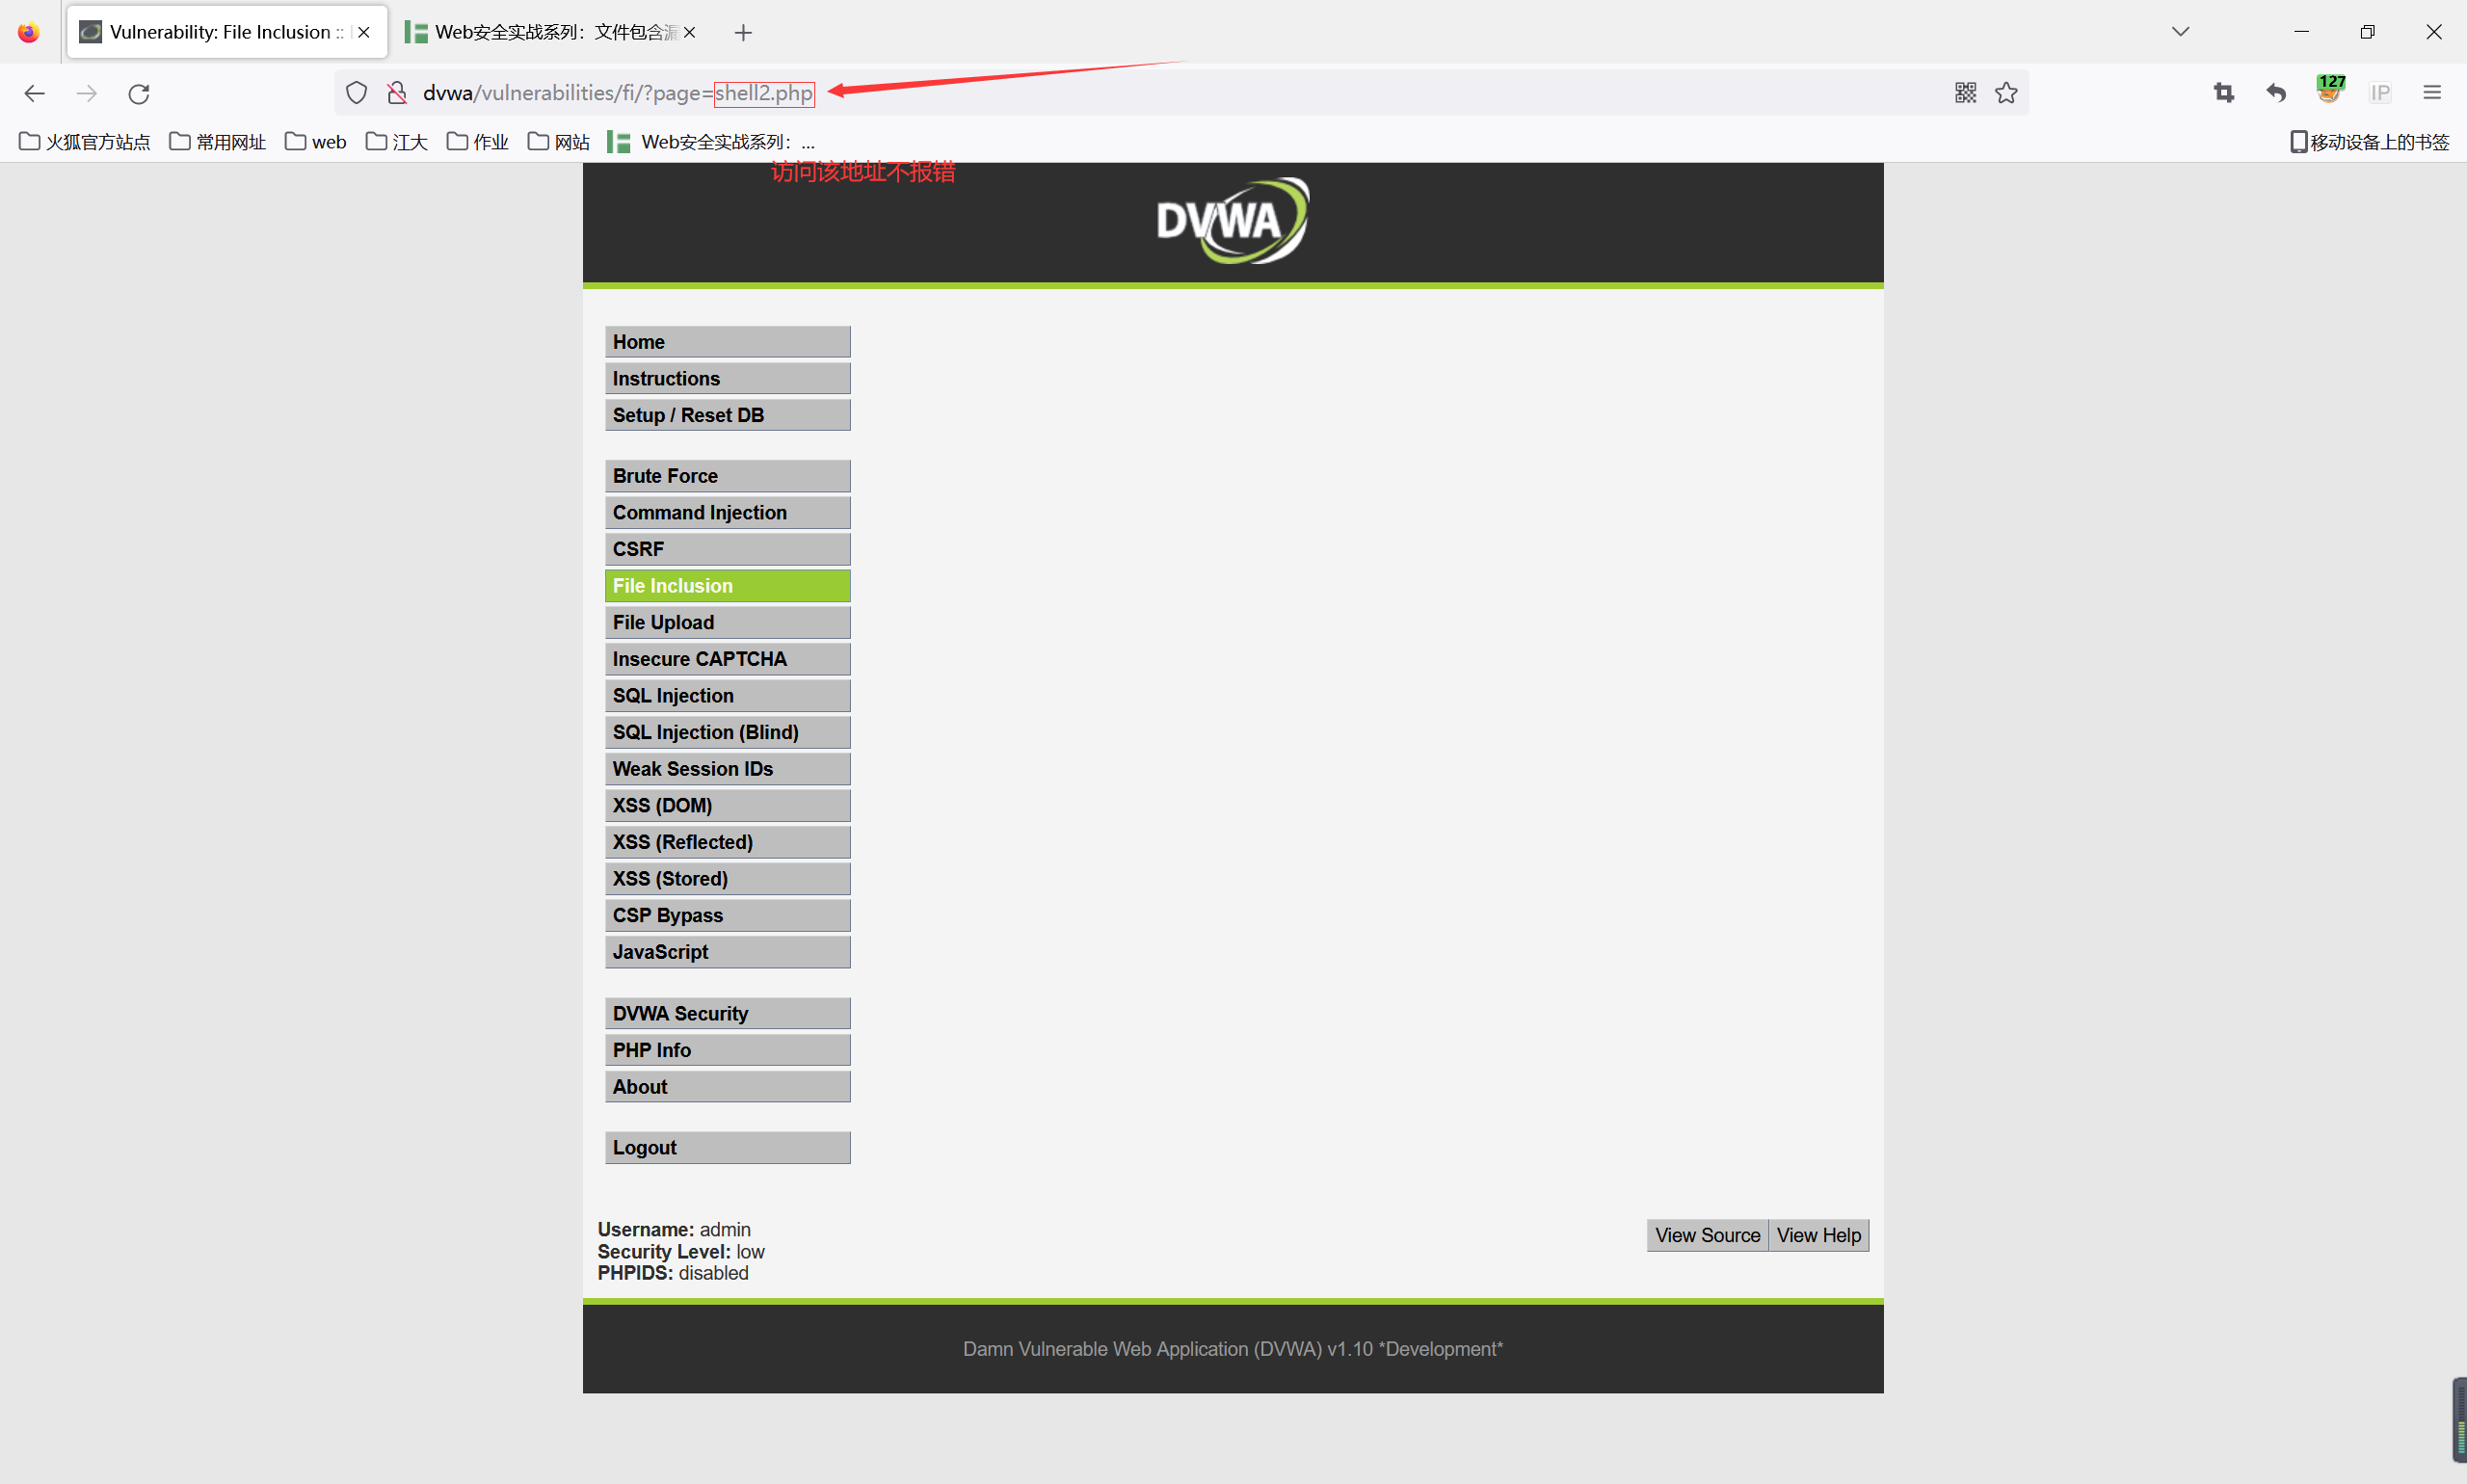 Vulnerability: File Inclusion ::
Web安全实战系列：文件包含漏
dvwa/vulnerabilities/fi/?page=shell2.php
127
IP
火狐官方站点
常用网址
web
江大
作业
网站
Web安全实战系列：...
移动设备上的书签
访问该地址不报错
DVWA
Home
Instructions
Setup / Reset DB
Brute Force
Command Injection
CSRF
File Inclusion
File Upload
Insecure CAPTCHA
SQL Injection
SQL Injection (Blind)
Weak Session IDs
XSS (DOM)
XSS (Reflected)
XSS (Stored)
CSP Bypass
JavaScript
DVWA Security
PHP Info
About
Logout
Username: admin
Security Level: low
PHPIDS: disabled
View Source
View Help
Damn Vulnerable Web Application (DVWA) v1.10 *Development*